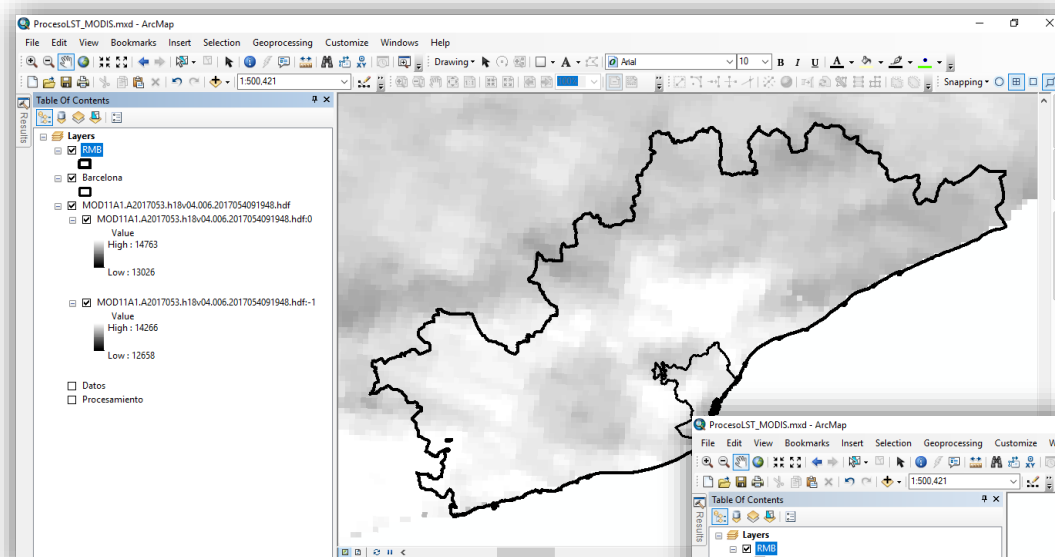 ProcesoLST_MODIS.mxd - ArcMap
File Edit View Bookmarks Insert Selection Geoprocessing Customize Windows Help
Drawing Arial 10 B I U A
1:500,421 Snapping
Table Of Contents
Results
Layers
RMB
Barcelona
MOD11A1.A2017053.h18v04.006.2017054091948.hdf
MOD11A1.A2017053.h18v04.006.2017054091948.hdf:0
Value
High : 14763
Low : 13026
MOD11A1.A2017053.h18v04.006.2017054091948.hdf:-1
Value
High : 14266
Low : 12658
Datos
Procesamiento
ProcesoLST_MODIS.mxd - ArcMap
File Edit View Bookmarks Insert Selection Geoprocessing Customize W
1:500,421
Table Of Contents
Results
Layers
RMB